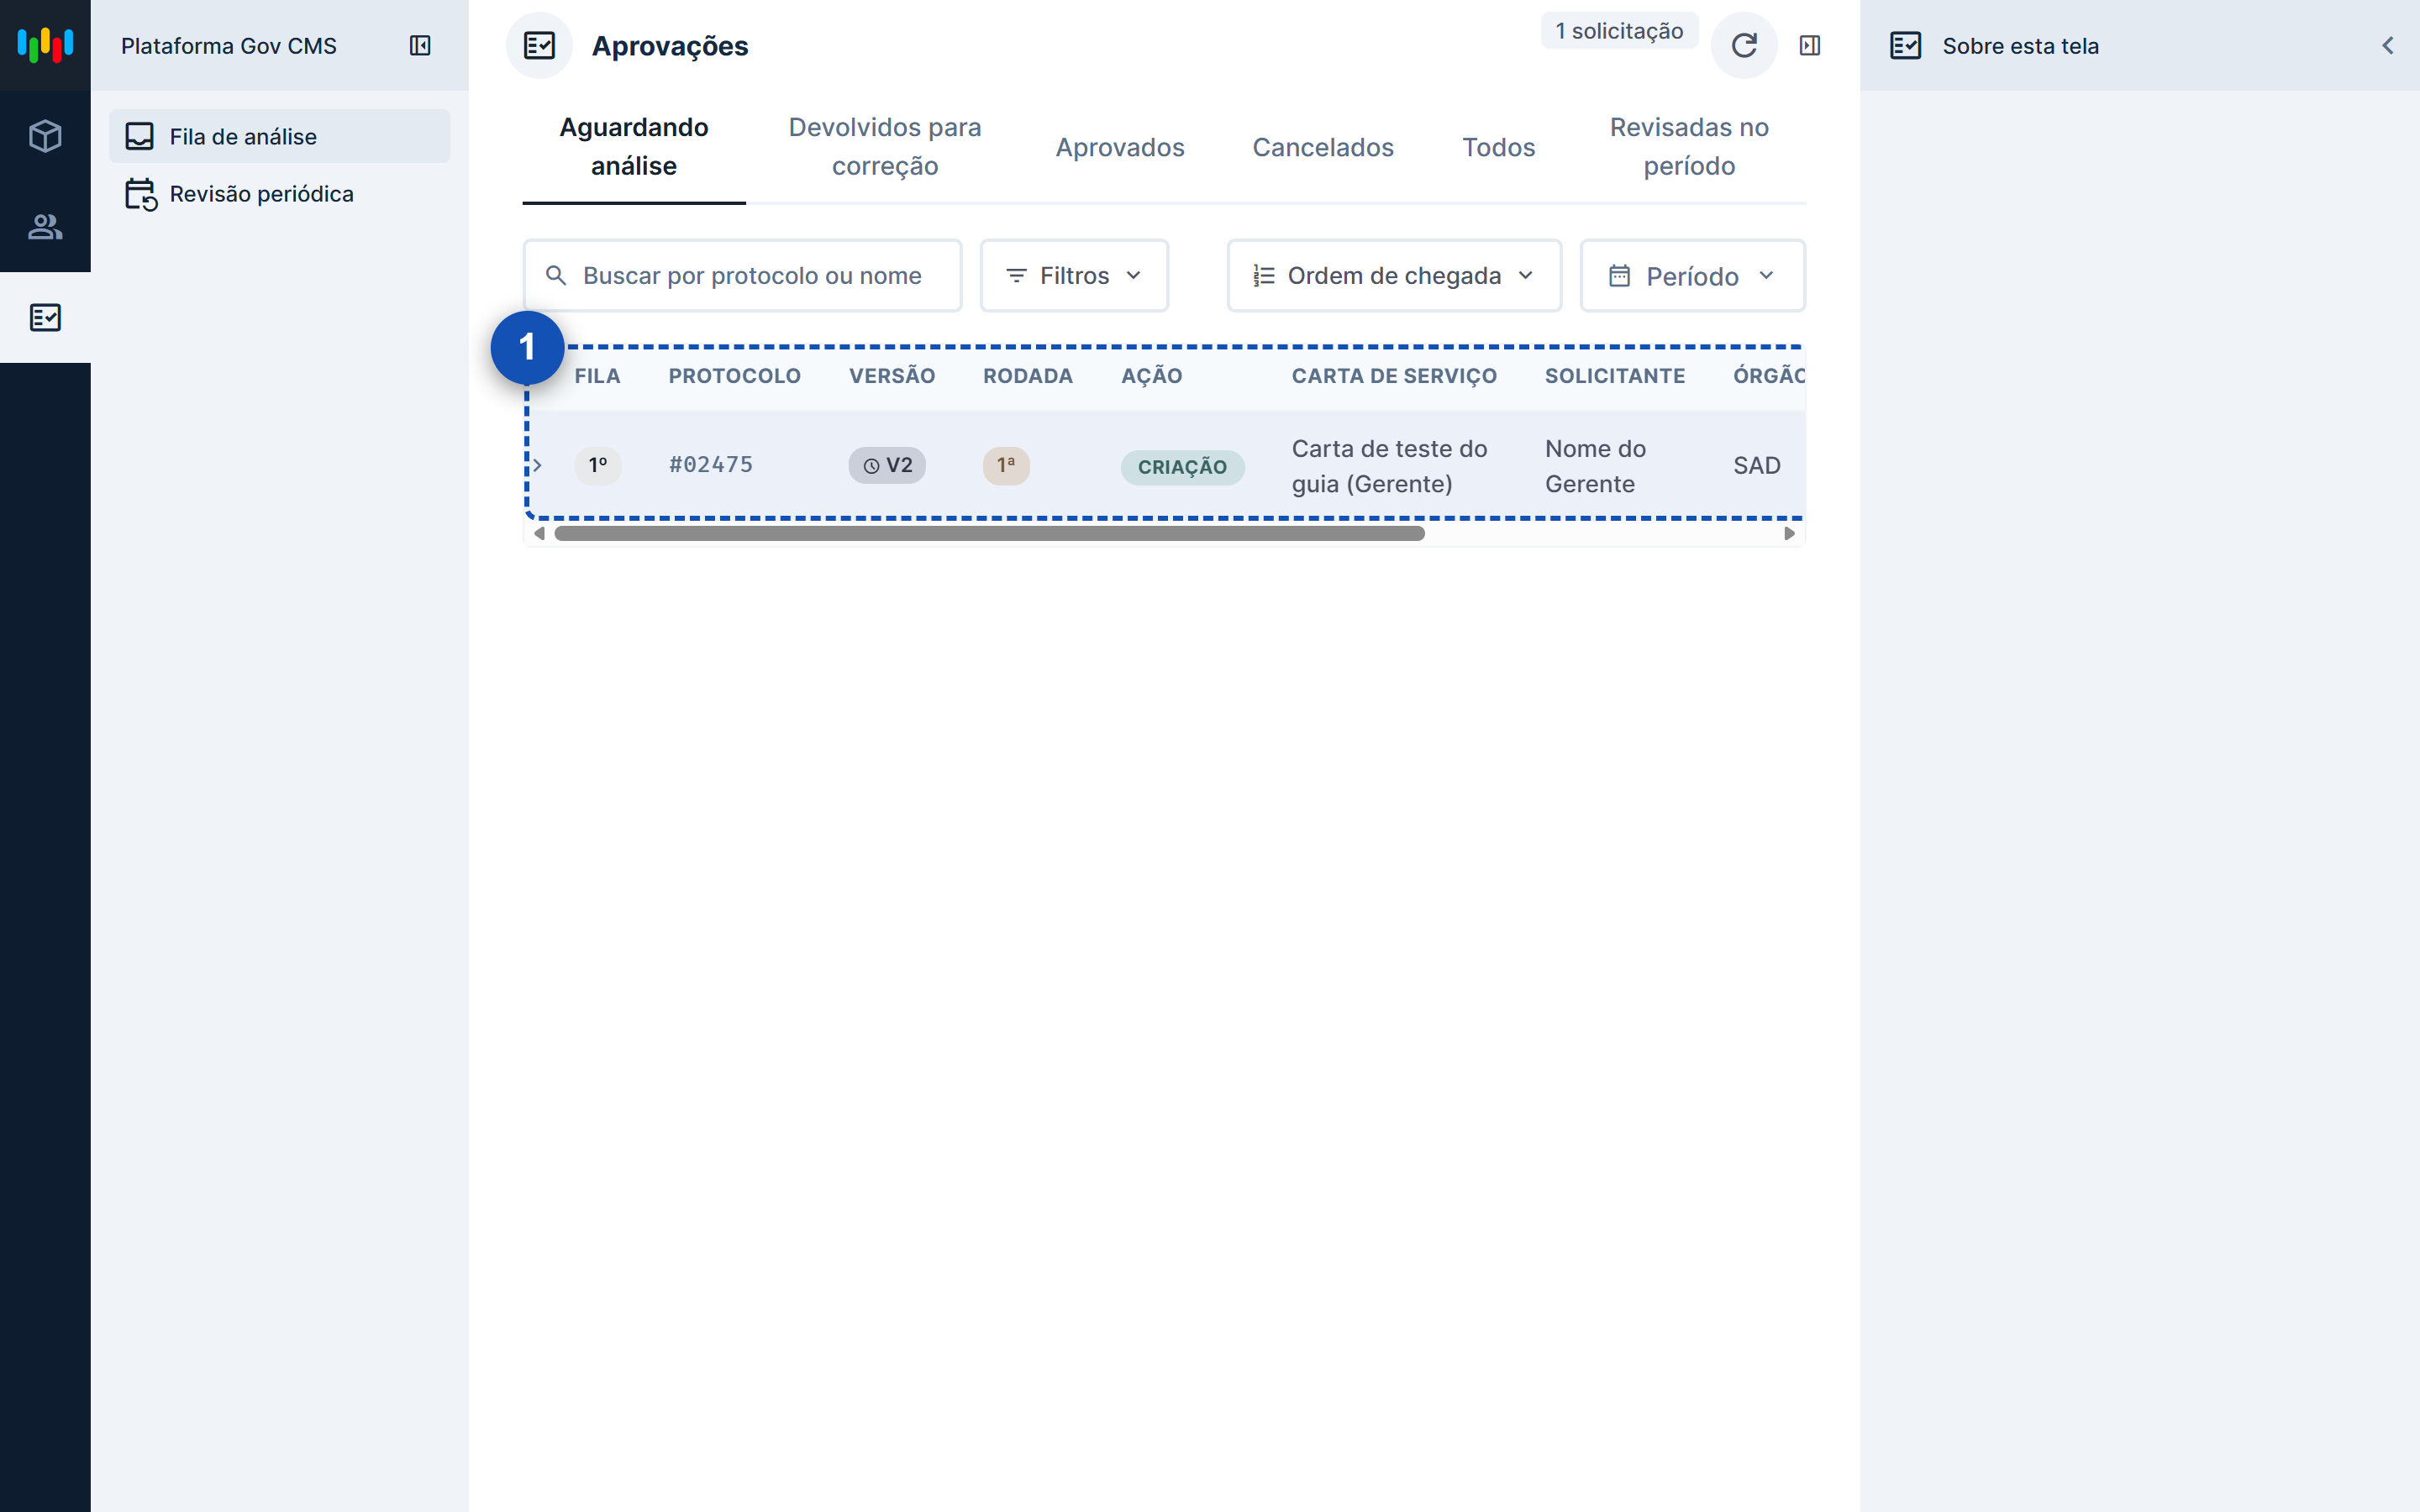 Plataforma Gov CMS
Fila de análise
Revisão periódica
Aprovações
1 solicitação
Aguardando
análise
Devolvidos para
correção
Aprovados
Cancelados
Todos
Revisadas no
período
Buscar por protocolo ou nome
Filtros
Ordem de chegada
Período
1
FILA PROTOCOLO VERSÃO RODADA AÇÃO CARTA DE SERVIÇO SOLICITANTE ÓRGÃO
1º #02475 V2 1ª CRIAÇÃO
Carta de teste do
guia (Gerente)
Nome do
Gerente
SAD
Sobre esta tela